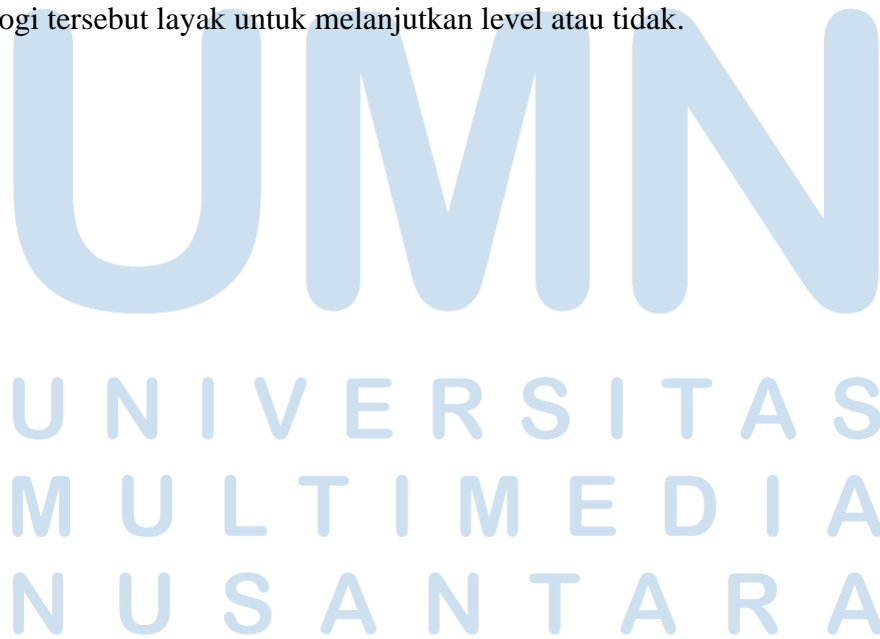 ogi tersebut layak untuk melanjutkan level atau tidak.
UMN
UNIVERSITAS
MULTIMEDIA
NUSANTARA